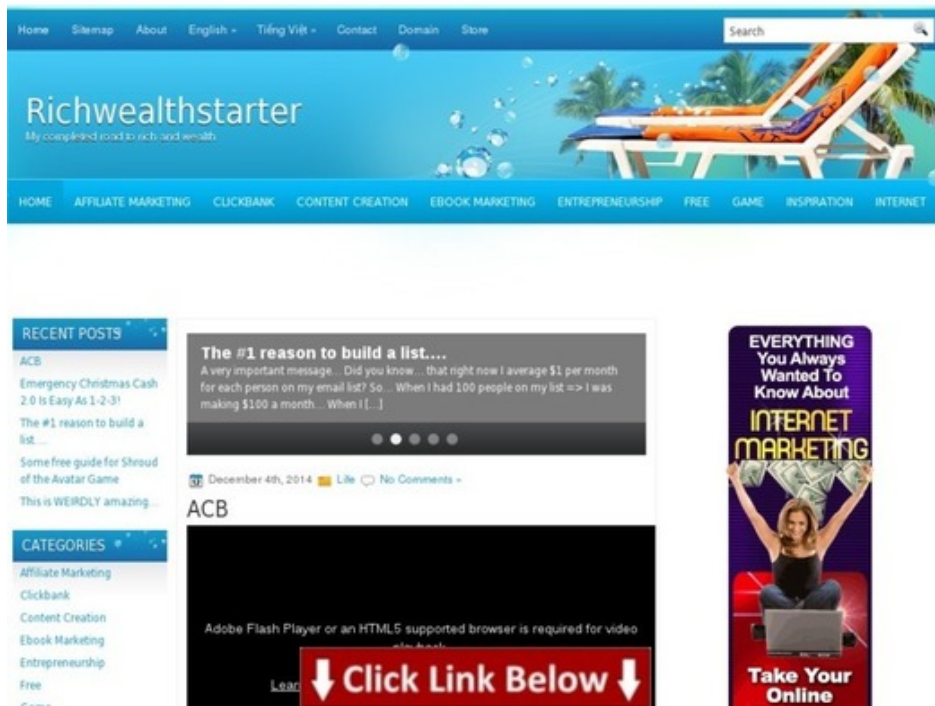 Home Sitemap About English » Tiếng Việt » Contact Domain Store
Search
Richwealthstarter
My completed road to rich and wealth
HOME AFFILIATE MARKETING CLICKBANK CONTENT CREATION EBOOK MARKETING ENTREPRENEURSHIP FREE GAME INSPIRATION INTERNET
RECENT POSTS
ACB
Emergency Christmas Cash
2.0 Is Easy As 1-2-3!
The #1 reason to build a
list....
Some free guide for Shroud
of the Avatar Game
This is WEIRDLY amazing...
CATEGORIES
Affiliate Marketing
Clickbank
Content Creation
Ebook Marketing
Entrepreneurship
Free
Game
The #1 reason to build a list....
A very important message... Did you know... that right now I average $1 per month
for each person on my email list? So... When I had 100 people on my list => I was
making $100 a month... When I [...]
December 4th, 2014 Life No Comments »
ACB
Adobe Flash Player or an HTML5 supported browser is required for video
playback.
Lear
Click Link Below
EVERYTHING
You Always
Wanted To
Know About
INTERNET
MARKETING
Take Your
Online